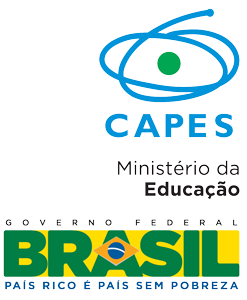 CAPES
Ministério da
Educação
GOVERNO FEDERAL
BRASIL
PAÍS RICO É PAÍS SEM POBREZA